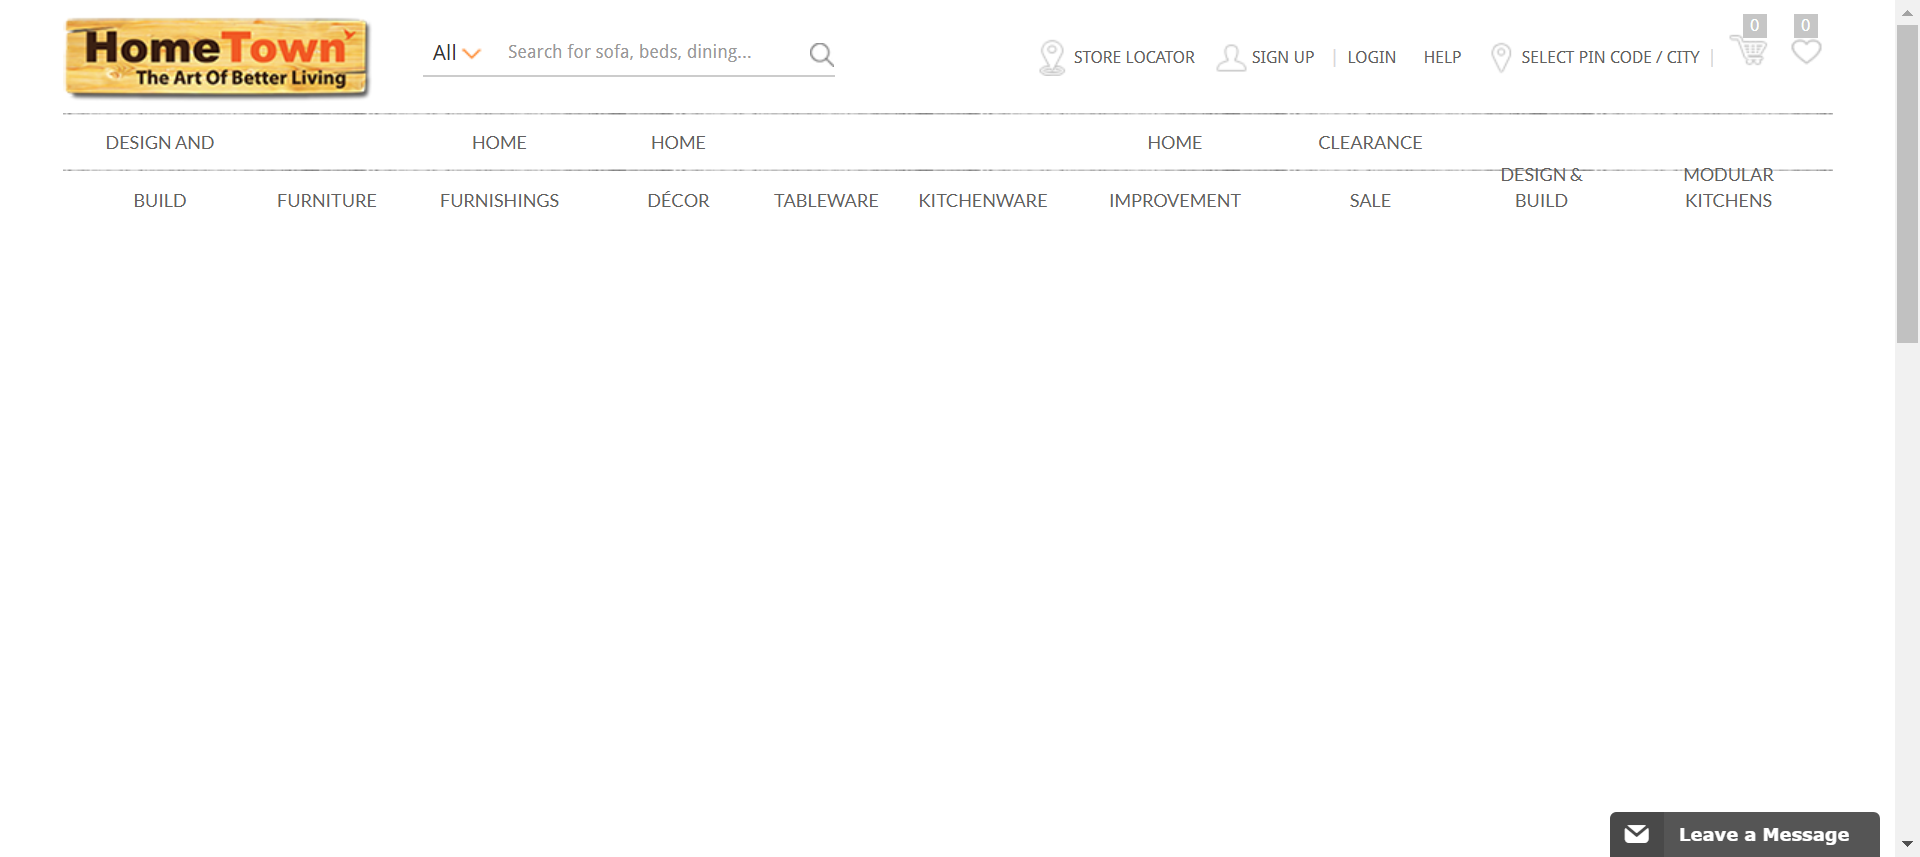 HomeTown
The Art Of Better Living
All Search for sofa, beds, dining...
STORE LOCATOR SIGN UP | LOGIN HELP SELECT PIN CODE / CITY | 0 0
DESIGN AND BUILD
FURNITURE
HOME FURNISHINGS
HOME DÉCOR
TABLEWARE
KITCHENWARE
HOME IMPROVEMENT
CLEARANCE SALE
DESIGN & BUILD
MODULAR KITCHENS
Leave a Message